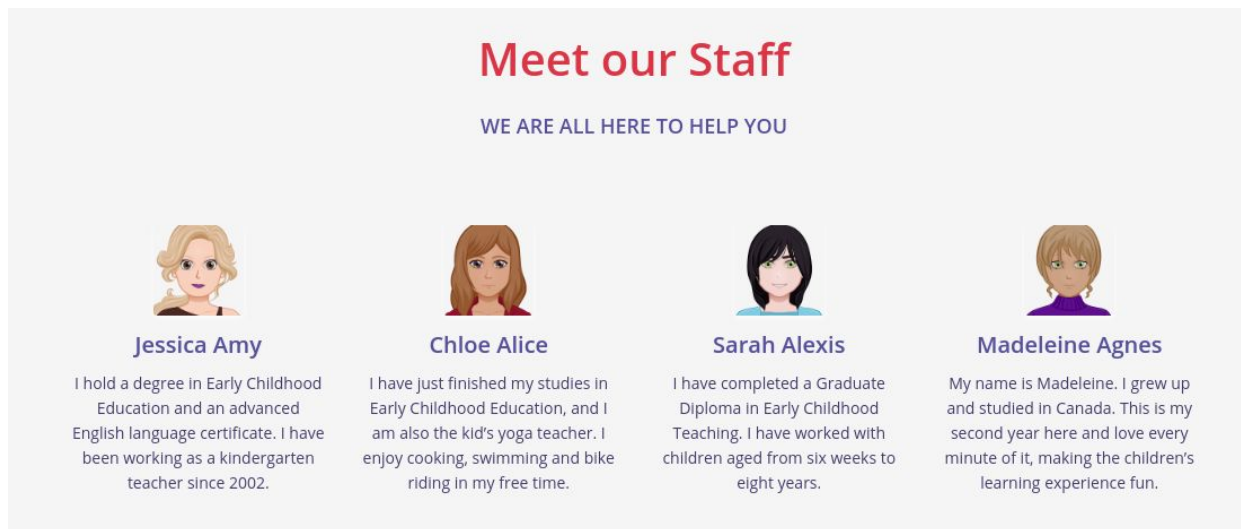 Meet our Staff
WE ARE ALL HERE TO HELP YOU
Jessica Amy
I hold a degree in Early Childhood
Education and an advanced
English language certificate. I have
been working as a kindergarten
teacher since 2002.
Chloe Alice
I have just finished my studies in
Early Childhood Education, and I
am also the kid’s yoga teacher. I
enjoy cooking, swimming and bike
riding in my free time.
Sarah Alexis
I have completed a Graduate
Diploma in Early Childhood
Teaching. I have worked with
children aged from six weeks to
eight years.
Madeleine Agnes
My name is Madeleine. I grew up
and studied in Canada. This is my
second year here and love every
minute of it, making the children’s
learning experience fun.